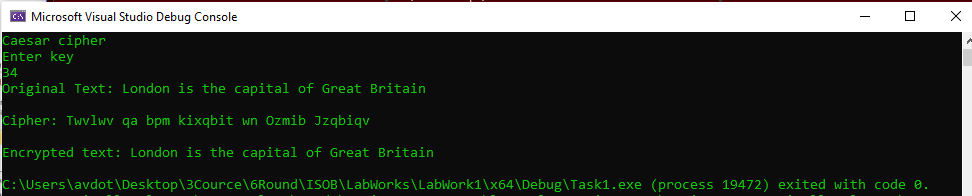 Microsoft Visual Studio Debug Console
Caesar cipher
Enter key
34
Original Text: London is the capital of Great Britain
Cipher: Twvlwv qa bpm kixqbit wn Ozmib Jzqbiqv
Encrypted text: London is the capital of Great Britain
C:\Users\avdot\Desktop\3Cource\6Round\ISOB\LabWorks\LabWork1\x64\Debug\Task1.exe (process 19472) exited with code 0.